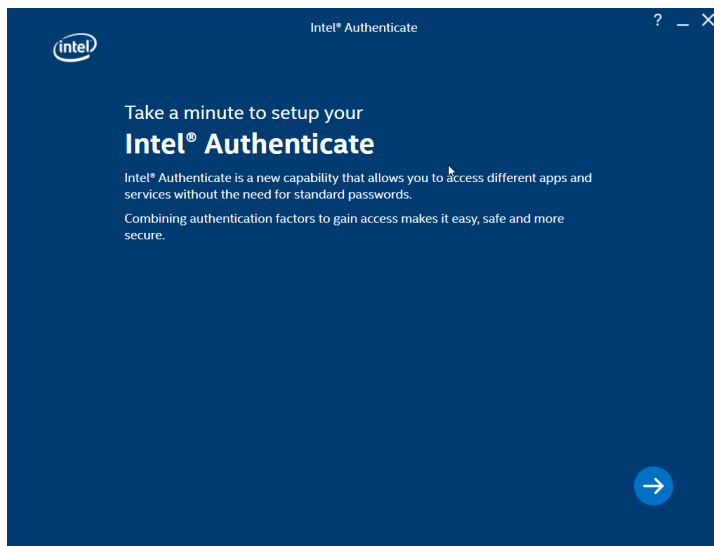 Intel® Authenticate
? _ X
intel
Take a minute to setup your
Intel® Authenticate
Intel® Authenticate is a new capability that allows you to access different apps and
services without the need for standard passwords.
Combining authentication factors to gain access makes it easy, safe and more
secure.